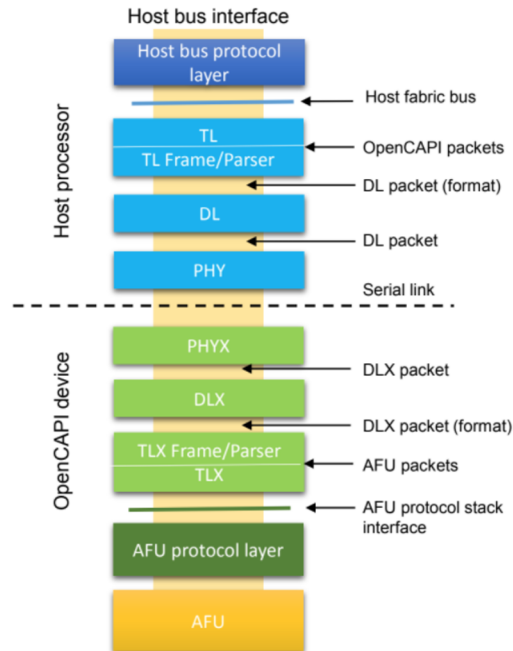 Host bus interface
Host bus protocol
layer
Host fabric bus
TL
TL Frame/Parser
OpenCAPI packets
DL packet (format)
DL
DL packet
PHY
Host processor
Serial link
PHYX
DLX packet
DLX
DLX packet (format)
TLX Frame/Parser
TLX
AFU packets
AFU protocol stack
interface
AFU protocol layer
AFU
OpenCAPI device